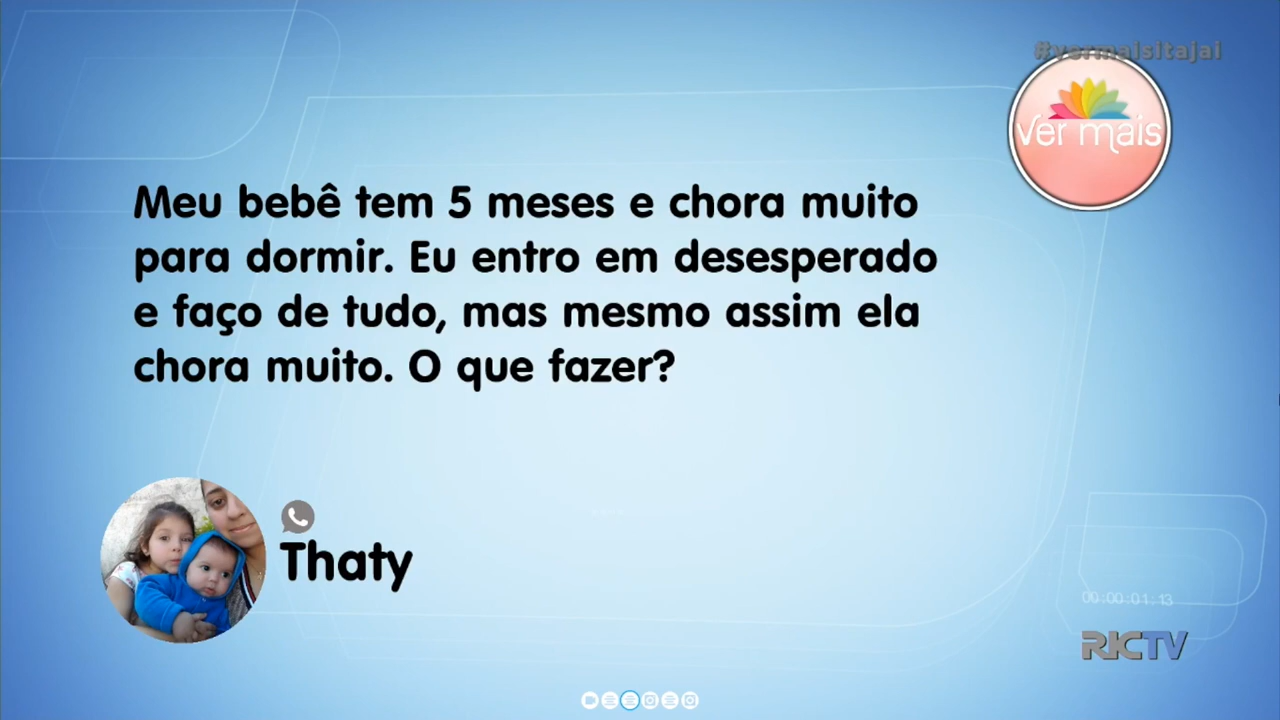 #vermaisitajai
ver mais
Meu bebê tem 5 meses e chora muito
para dormir. Eu entro em desesperado
e faço de tudo, mas mesmo assim ela
chora muito. O que fazer?
Thaty
00:00:01:13
RICTV